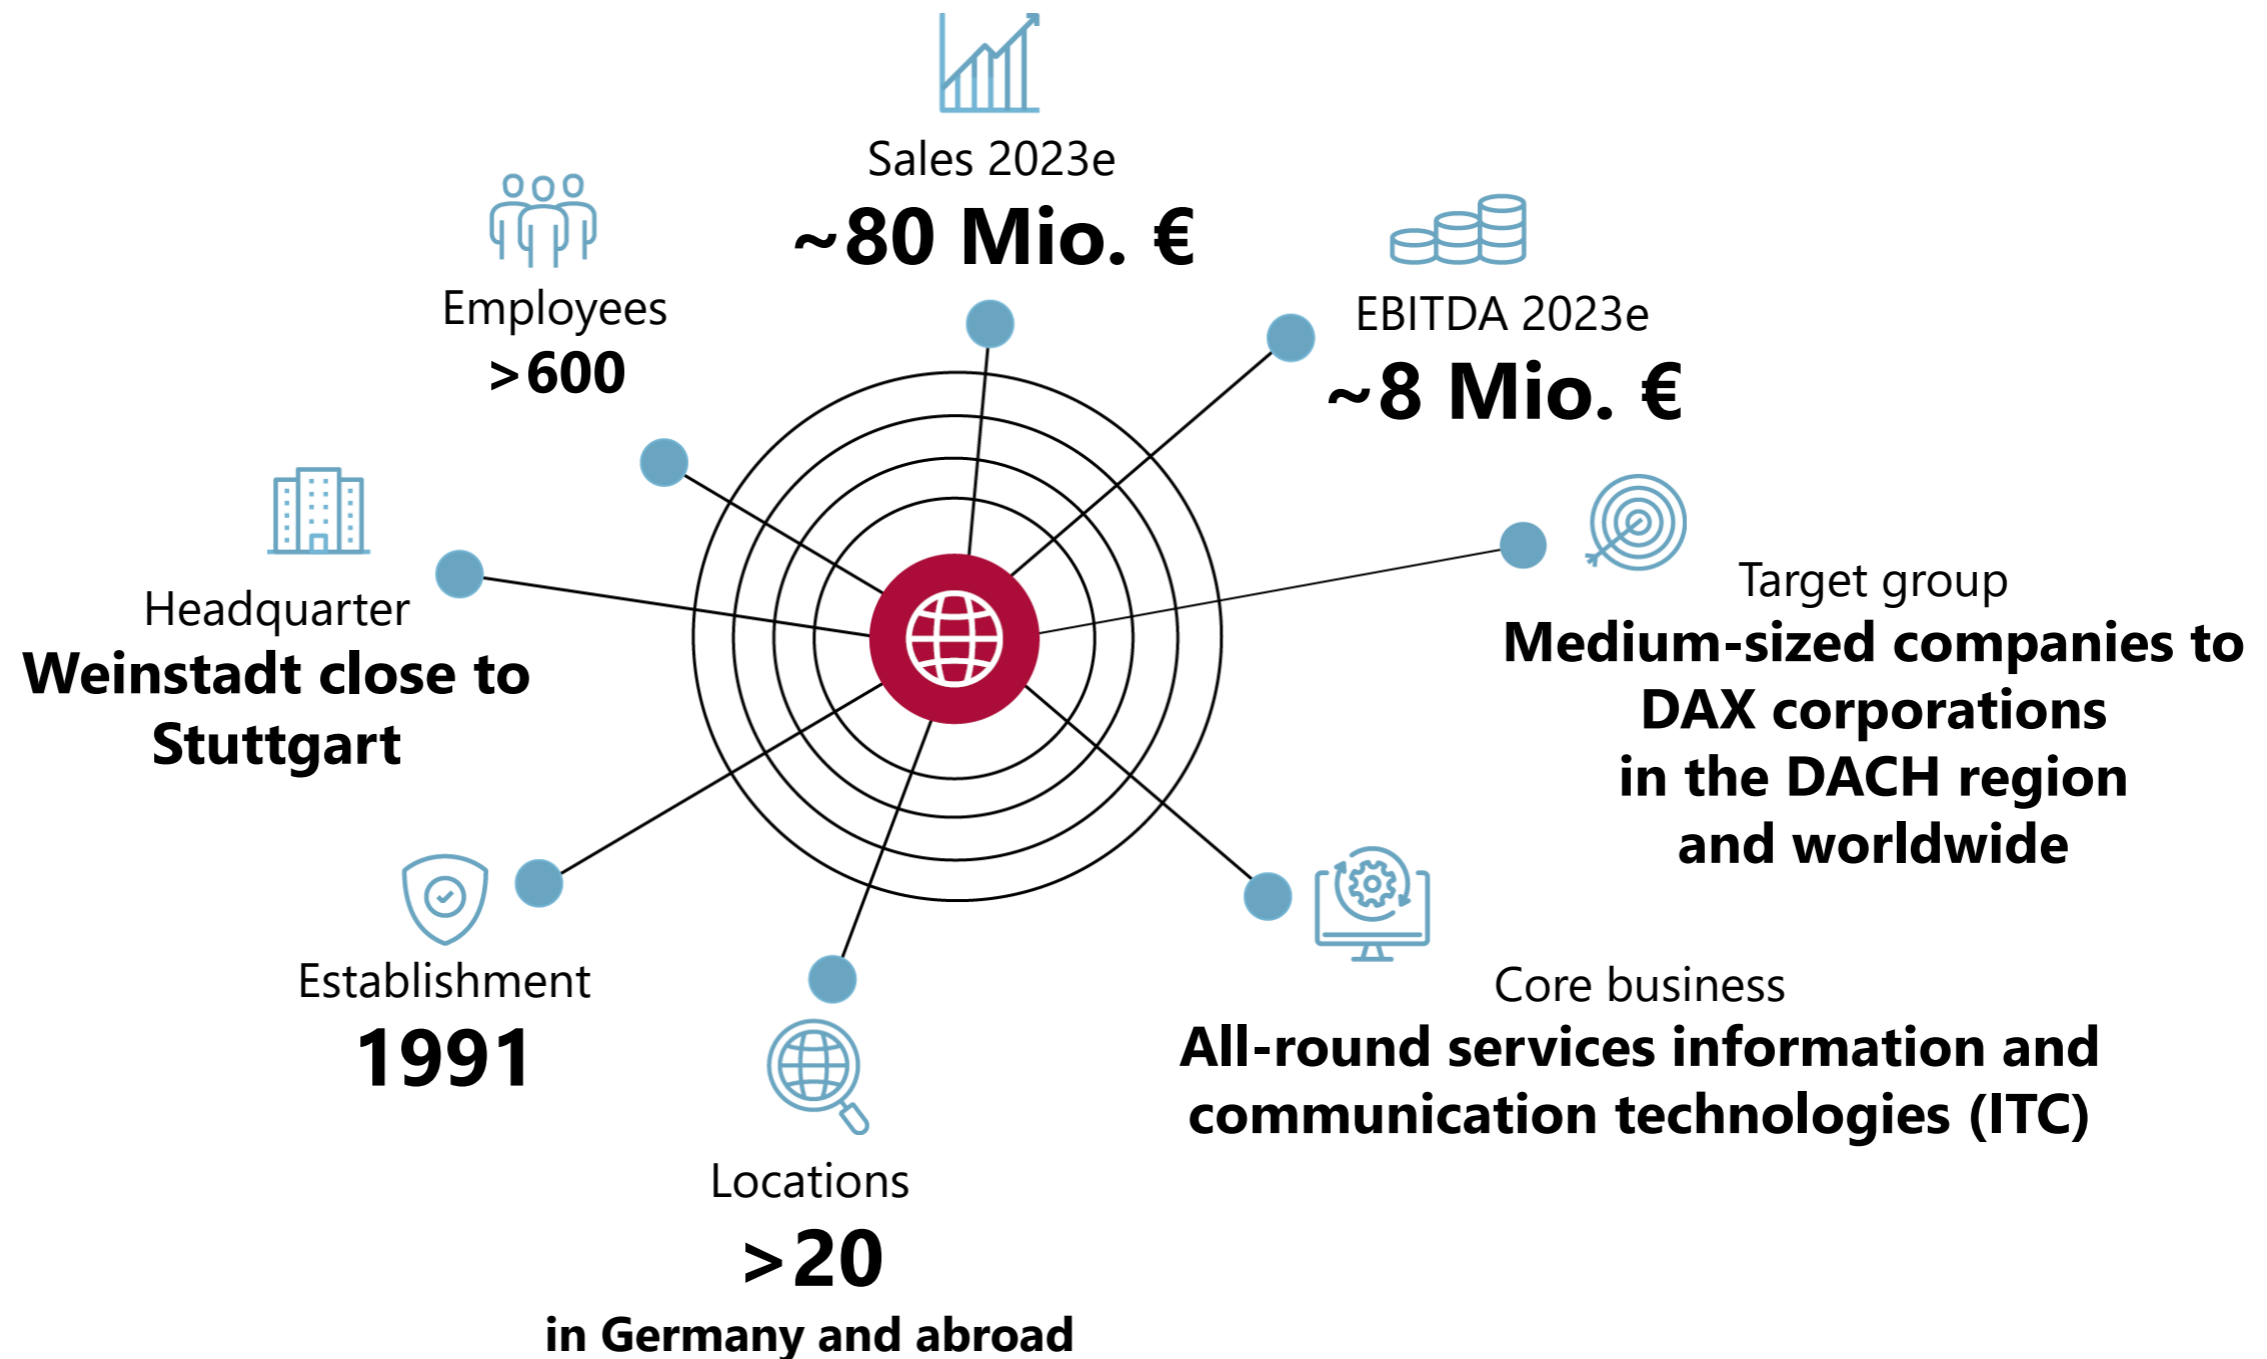 Sales 2023e
~80 Mio. €
Employees
>600
EBITDA 2023e
~8 Mio. €
Headquarter
Weinstadt close to
Stuttgart
Target group
Medium-sized companies to
DAX corporations
in the DACH region
and worldwide
Establishment
1991
Core business
All-round services information and
communication technologies (ITC)
Locations
>20
in Germany and abroad